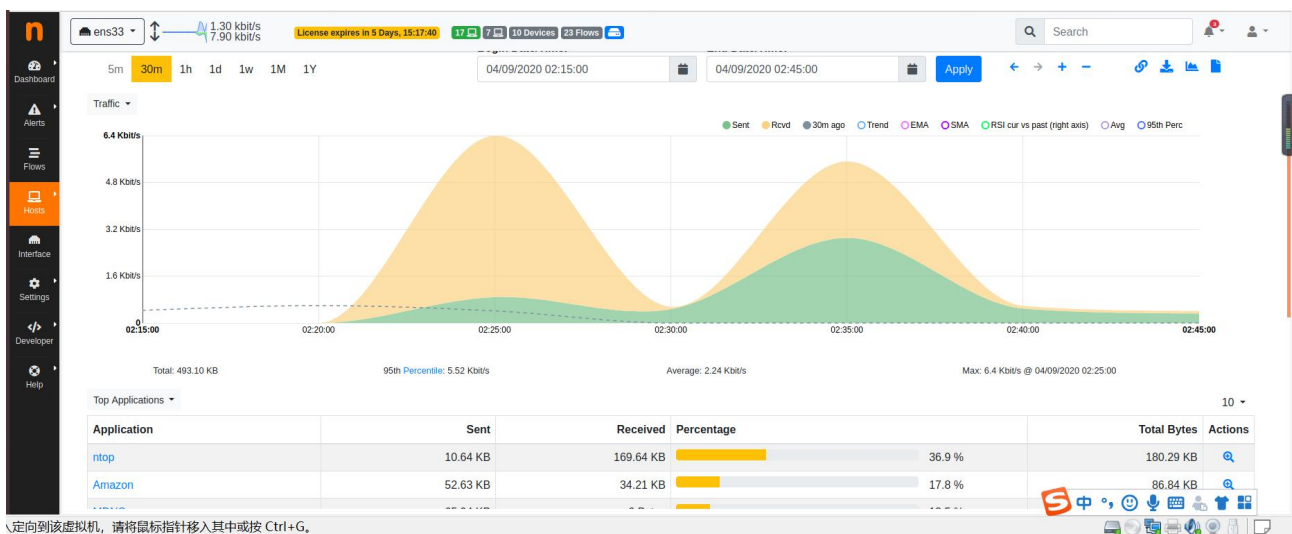 n
ens33
1.30 kbit/s
7.90 kbit/s
License expires in 5 Days, 15:17:40
17
7
10 Devices
23 Flows
Search
Dashboard
Alerts
Flows
Hosts
Interface
Settings
Developer
Help
5m 30m 1h 1d 1w 1M 1Y
04/09/2020 02:15:00
04/09/2020 02:45:00
Apply
Traffic
Sent Rcvd 30m ago Trend EMA SMA RSI cur vs past (right axis) Avg 95th Perc
6.4 Kbit/s
4.8 Kbit/s
3.2 Kbit/s
1.6 Kbit/s
0
02:15:00 02:20:00 02:25:00 02:30:00 02:35:00 02:40:00 02:45:00
Total: 493.10 KB 95th Percentile: 5.52 Kbit/s Average: 2.24 Kbit/s Max: 6.4 Kbit/s @ 04/09/2020 02:25:00
Top Applications
10
Application Sent Received Percentage Total Bytes Actions
ntop 10.64 KB 169.64 KB 36.9 % 180.29 KB
Amazon 52.63 KB 34.21 KB 17.8 % 86.84 KB
中
定向到该虚拟机，请将鼠标指针移入其中或按 Ctrl+G。